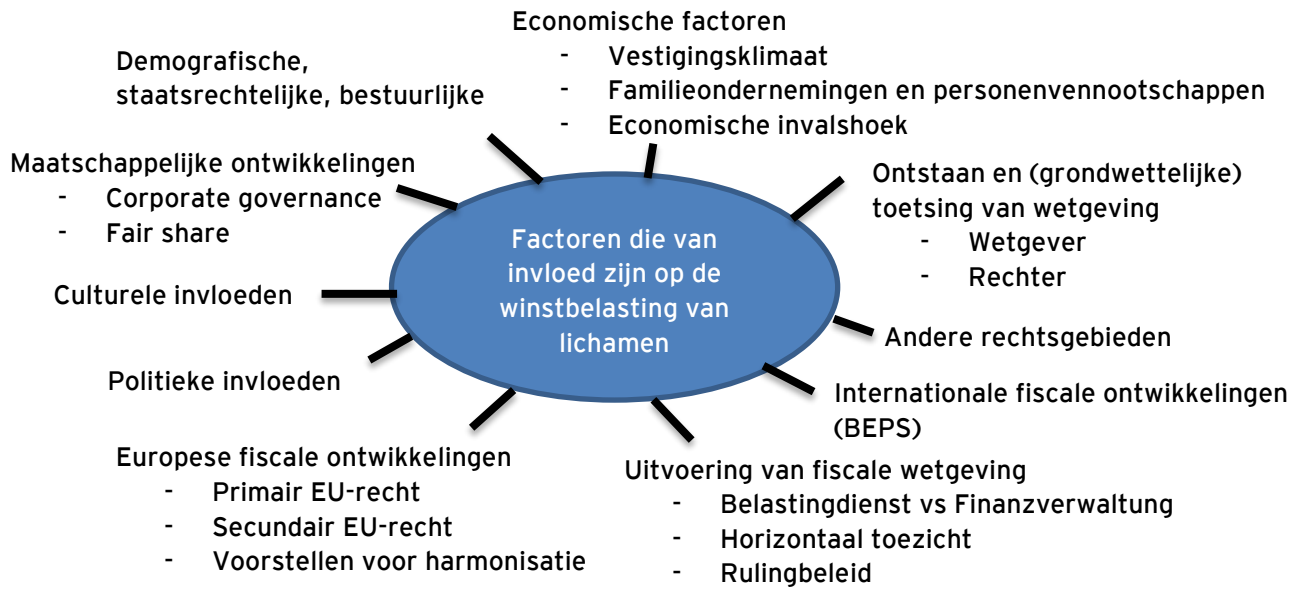 Economische factoren
- Vestigingsklimaat
- Familieondernemingen en personenvennootschappen
- Economische invalshoek
Demografische,
staatsrechtelijke, bestuurlijke
Maatschappelijke ontwikkelingen
- Corporate governance
- Fair share
Ontstaan en (grondwettelijke)
toetsing van wetgeving
- Wetgever
- Rechter
Factoren die van
invloed zijn op de
winstbelasting van
lichamen
Culturele invloeden
Andere rechtsgebieden
Politieke invloeden
Internationale fiscale ontwikkelingen
(BEPS)
Europese fiscale ontwikkelingen
- Primair EU-recht
- Secundair EU-recht
- Voorstellen voor harmonisatie
Uitvoering van fiscale wetgeving
- Belastingdienst vs Finanzverwaltung
- Horizontaal toezicht
- Rulingbeleid